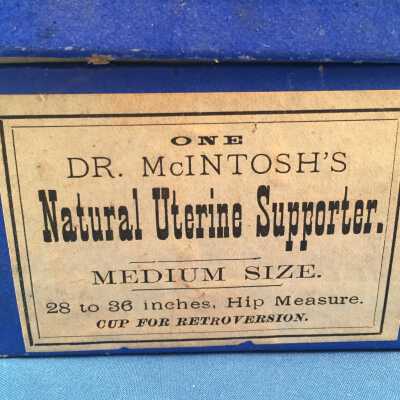 ONE
DR. McINTOSH'S
Natural Uterine Supporter.
MEDIUM SIZE.
28 to 36 inches, Hip Measure.
CUP FOR RETROVERSION.